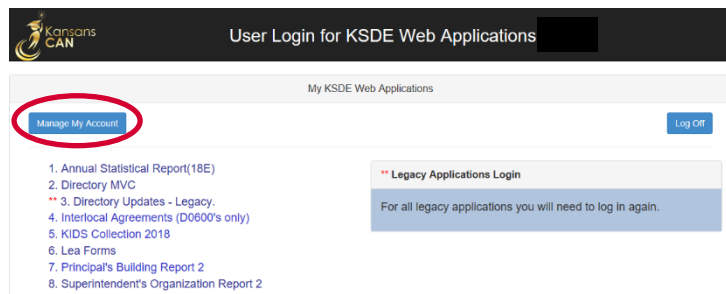 Kansans
CAN
User Login for KSDE Web Applications
My KSDE Web Applications
Manage My Account
Log Off
1. Annual Statistical Report(18E)
2. Directory MVC
** 3. Directory Updates - Legacy.
4. Interlocal Agreements (D0600's only)
5. KIDS Collection 2018
6. Lea Forms
7. Principal's Building Report 2
8. Superintendent's Organization Report 2
** Legacy Applications Login
For all legacy applications you will need to log in again.